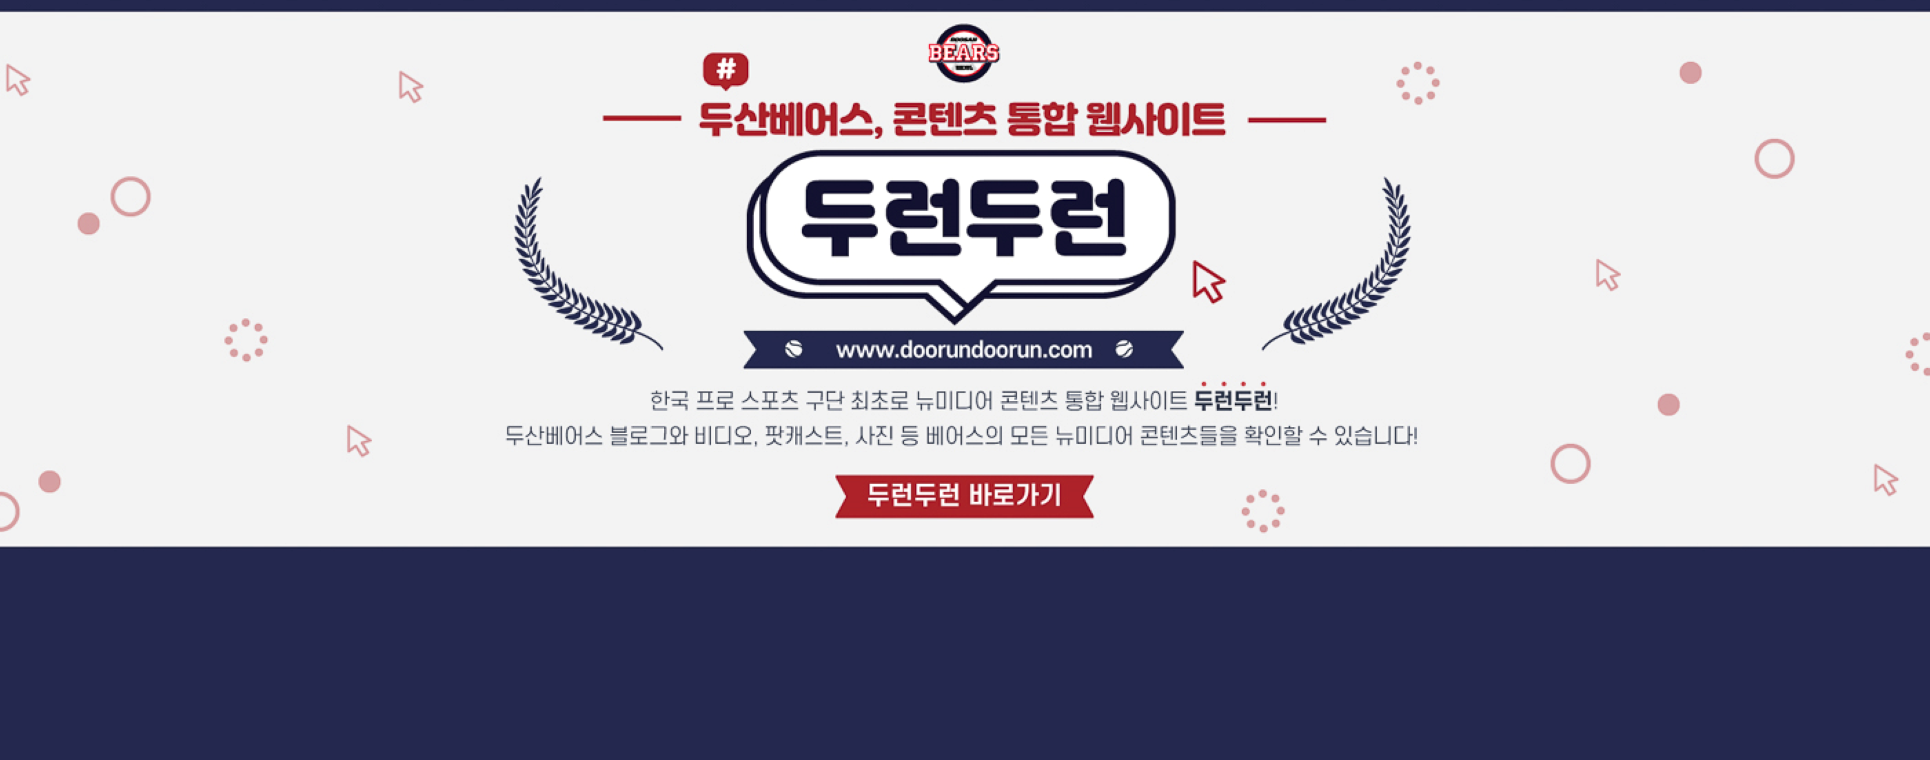 BEARS
#
두산베어스, 콘텐츠 통합 웹사이트
두런두런
www.doorundoorun.com
한국 프로 스포츠 구단 최초로 뉴미디어 콘텐츠 통합 웹사이트 두런두런!
두산베어스 블로그와 비디오, 팟캐스트, 사진 등 베어스의 모든 뉴미디어 콘텐츠들을 확인할 수 있습니다!
두런두런 바로가기